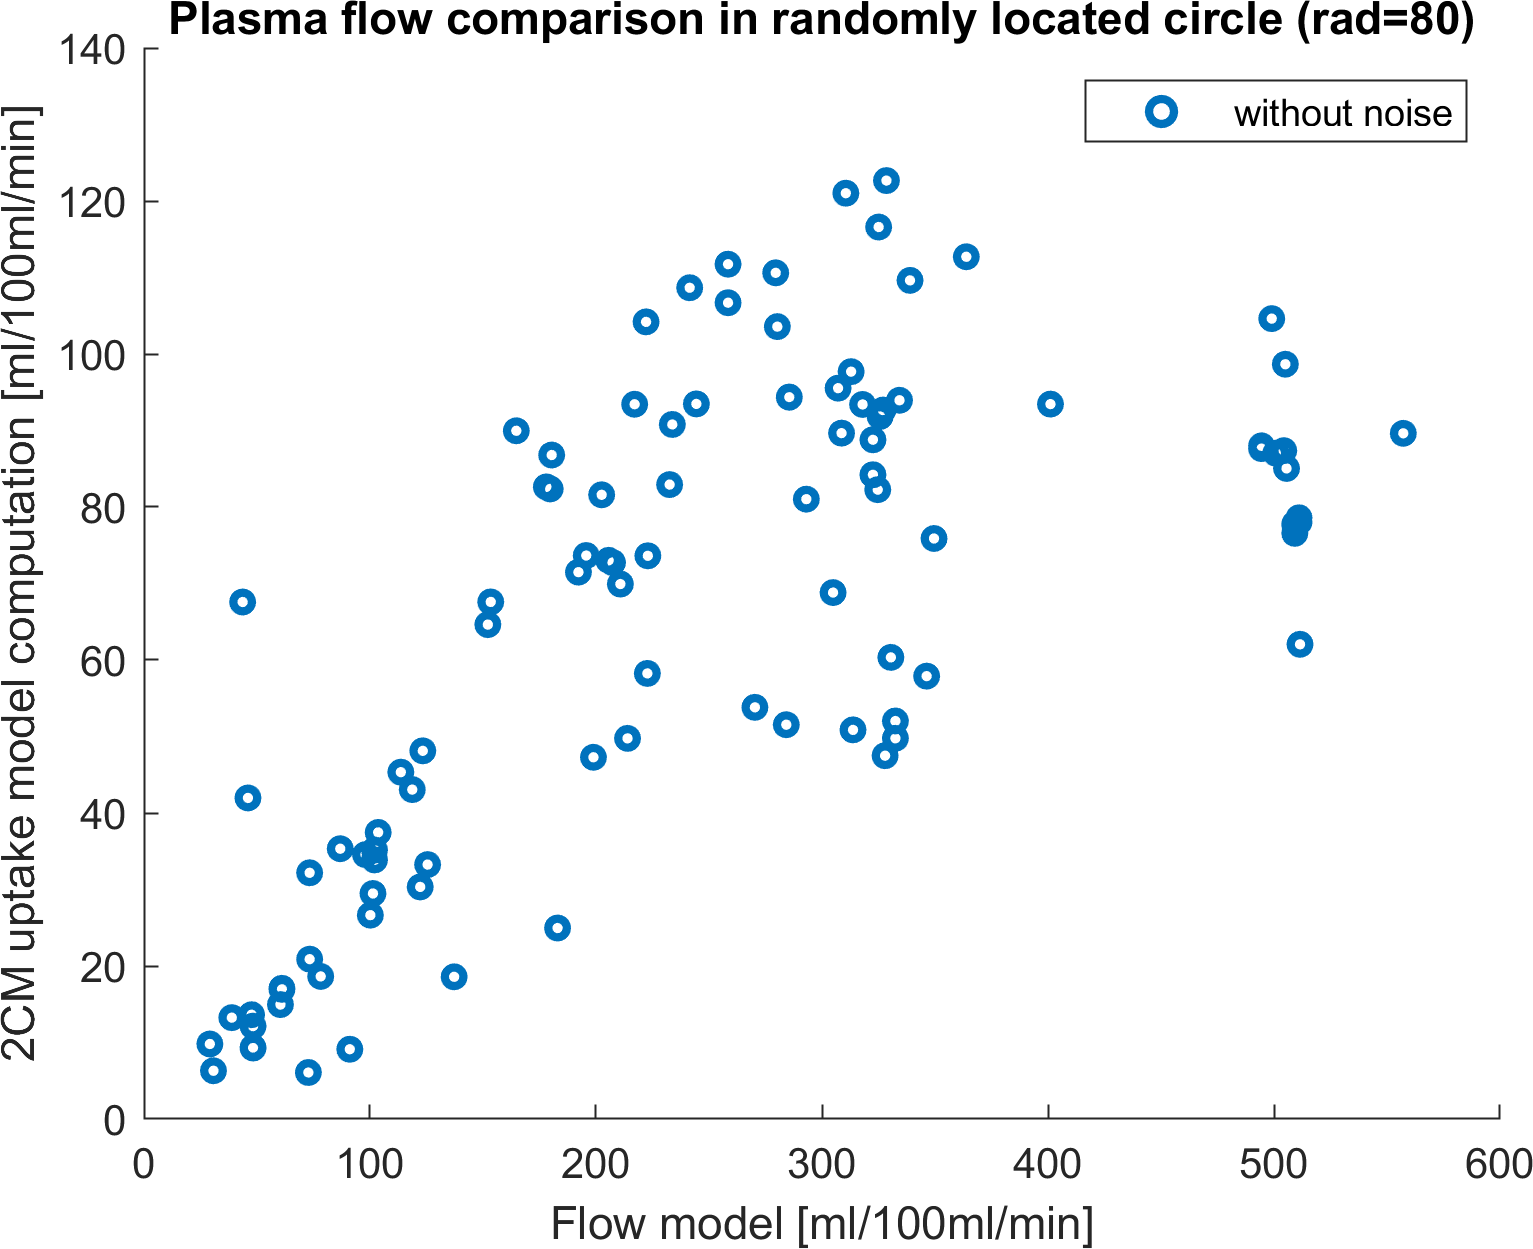 Plasma flow comparison in randomly located circle (rad=80)
without noise
2CM uptake model computation [ml/100ml/min]
140
120
100
80
60
40
20
0
0 100 200 300 400 500 600
Flow model [ml/100ml/min]